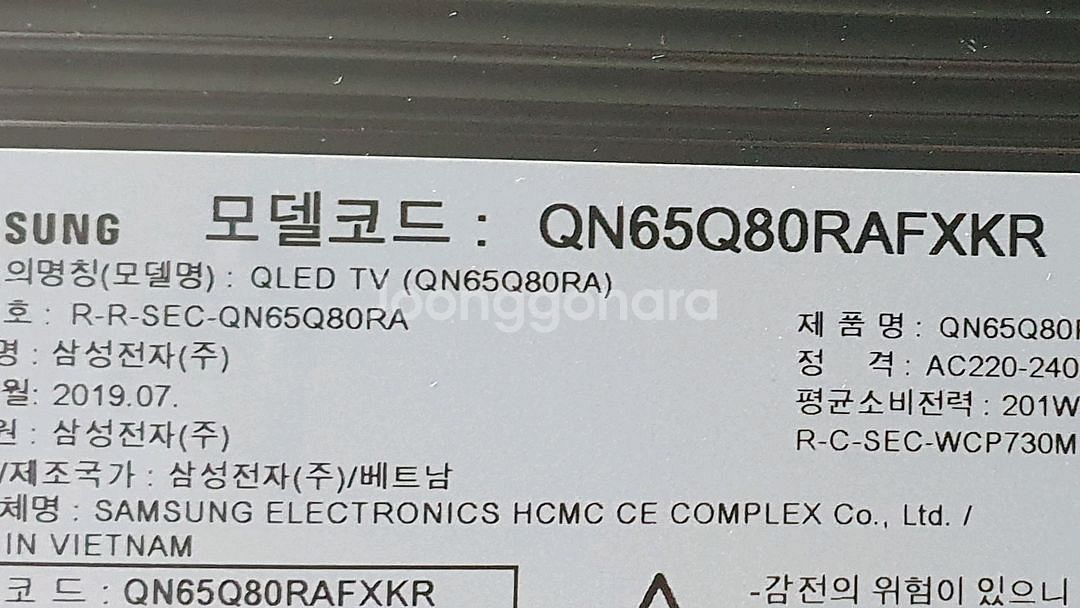 SUNG 모델코드 : QN65Q80RAFXKR
의명칭(모델명) : QLED TV (QN65Q80RA)
joonggonara
호 : R-R-SEC-QN65Q80RA
제 품 명 : QN65Q80R
명 : 삼성전자(주)
정 격 : AC220-240
월: 2019.07.
평균소비전력 : 201W
원 : 삼성전자(주)
R-C-SEC-WCP730M
/제조국가 : 삼성전자(주)/베트남
체명 : SAMSUNG ELECTRONICS HCMC CE COMPLEX Co., Ltd. /
IN VIETNAM
코 드 : QN65Q80RAFXKR
-감전의 위험이 있으니